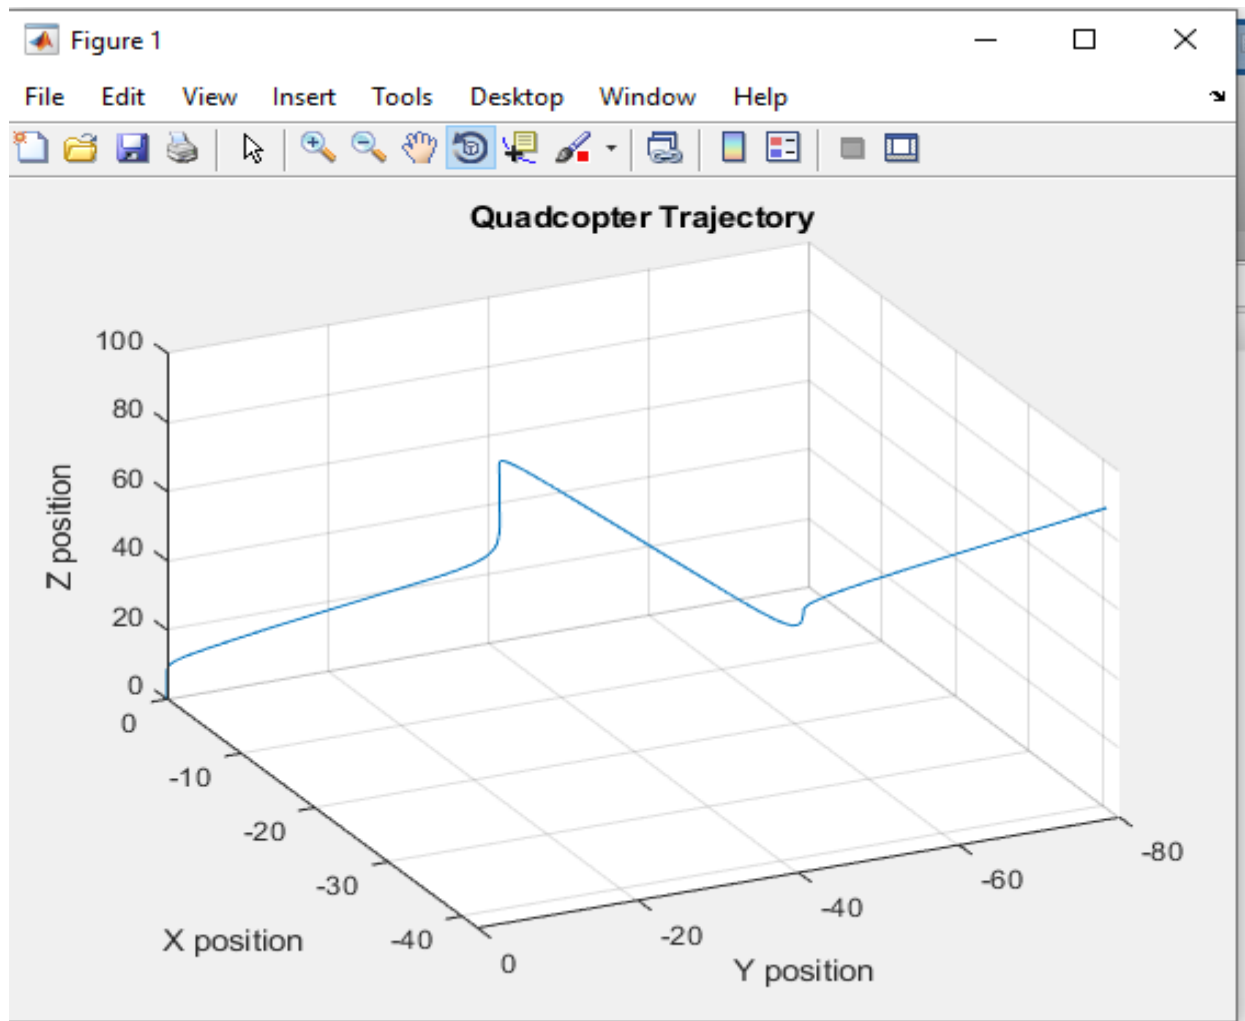 Figure 1
File Edit View Insert Tools Desktop Window Help
Quadcopter Trajectory
100
80
60
40
20
0
Z position
0
-10
-20
-30
-40
X position
0
-20
-40
-60
-80
Y position